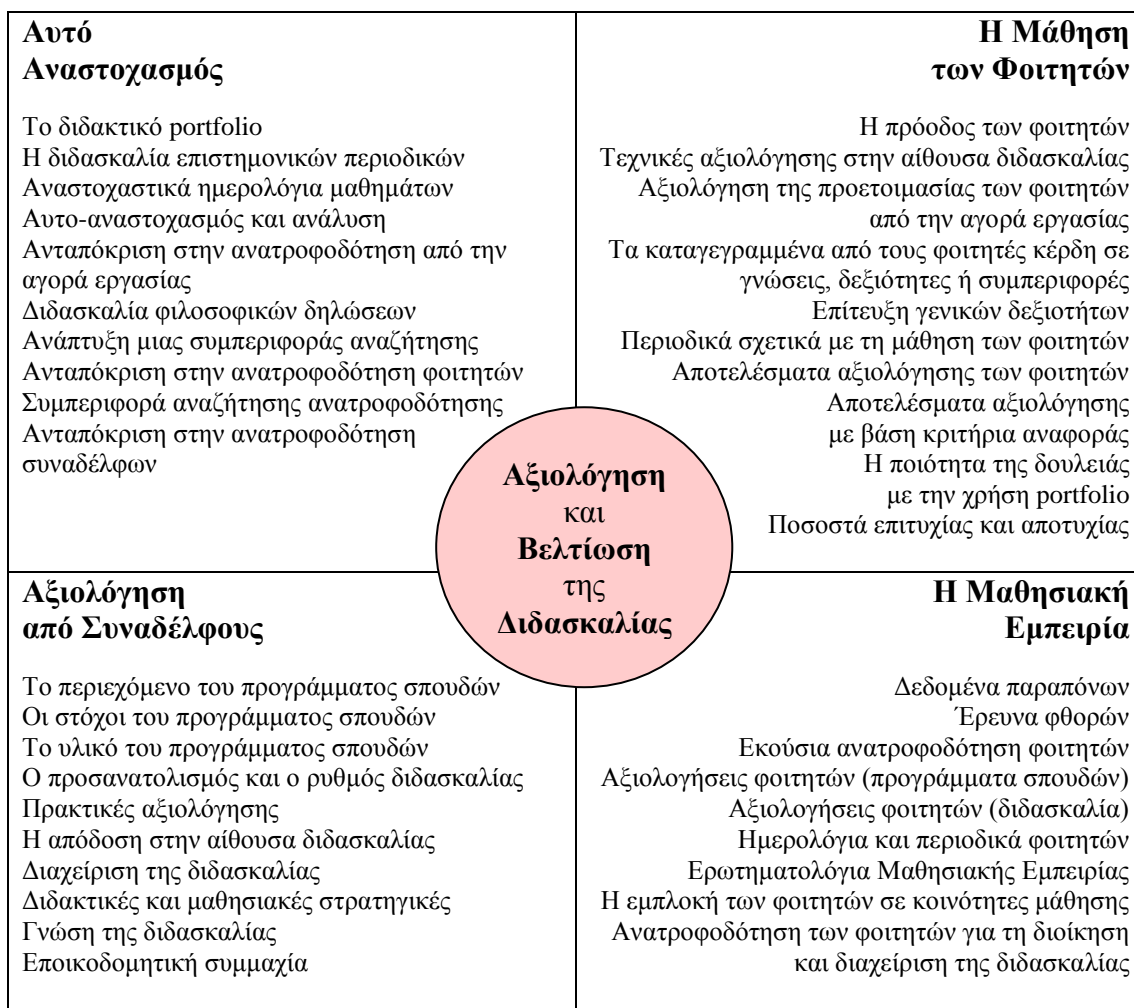 Αυτό
Αναστοχασμός
Το διδακτικό portfolio
Η διδασκαλία επιστημονικών περιοδικών
Αναστοχαστικά ημερολόγια μαθημάτων
Αυτο-αναστοχασμός και ανάλυση
Ανταπόκριση στην ανατροφοδότηση από την
αγορά εργασίας
Διδασκαλία φιλοσοφικών δηλώσεων
Ανάπτυξη μιας συμπεριφοράς αναζήτησης
Ανταπόκριση στην ανατροφοδότηση φοιτητών
Συμπεριφορά αναζήτησης ανατροφοδότησης
Ανταπόκριση στην ανατροφοδότηση
συναδέλφων
Η Μάθηση
των Φοιτητών
Η πρόοδος των φοιτητών
Τεχνικές αξιολόγησης στην αίθουσα διδασκαλίας
Αξιολόγηση της προετοιμασίας των φοιτητών
από την αγορά εργασίας
Τα καταγεγραμμένα από τους φοιτητές κέρδη σε
γνώσεις, δεξιότητες ή συμπεριφορές
Επίτευξη γενικών δεξιοτήτων
Περιοδικά σχετικά με τη μάθηση των φοιτητών
Αποτελέσματα αξιολόγησης των φοιτητών
Αποτελέσματα αξιολόγησης
με βάση κριτήρια αναφοράς
Η ποιότητα της δουλειάς
με την χρήση portfolio
Ποσοστά επιτυχίας και αποτυχίας
Αξιολόγηση
και
Βελτίωση
της
Διδασκαλίας
Αξιολόγηση
από Συναδέλφους
Το περιεχόμενο του προγράμματος σπουδών
Οι στόχοι του προγράμματος σπουδών
Το υλικό του προγράμματος σπουδών
Ο προσανατολισμός και ο ρυθμός διδασκαλίας
Πρακτικές αξιολόγησης
Η απόδοση στην αίθουσα διδασκαλίας
Διαχείριση της διδασκαλίας
Διδακτικές και μαθησιακές στρατηγικές
Γνώση της διδασκαλίας
Εποικοδομητική συμμαχία
Η Μαθησιακή
Εμπειρία
Δεδομένα παραπόνων
Έρευνα φθορών
Εκούσια ανατροφοδότηση φοιτητών
Αξιολογήσεις φοιτητών (προγράμματα σπουδών)
Αξιολογήσεις φοιτητών (διδασκαλία)
Ημερολόγια και περιοδικά φοιτητών
Ερωτηματολόγια Μαθησιακής Εμπειρίας
Η εμπλοκή των φοιτητών σε κοινότητες μάθησης
Ανατροφοδότηση των φοιτητών για τη διοίκηση
και διαχείριση της διδασκαλίας